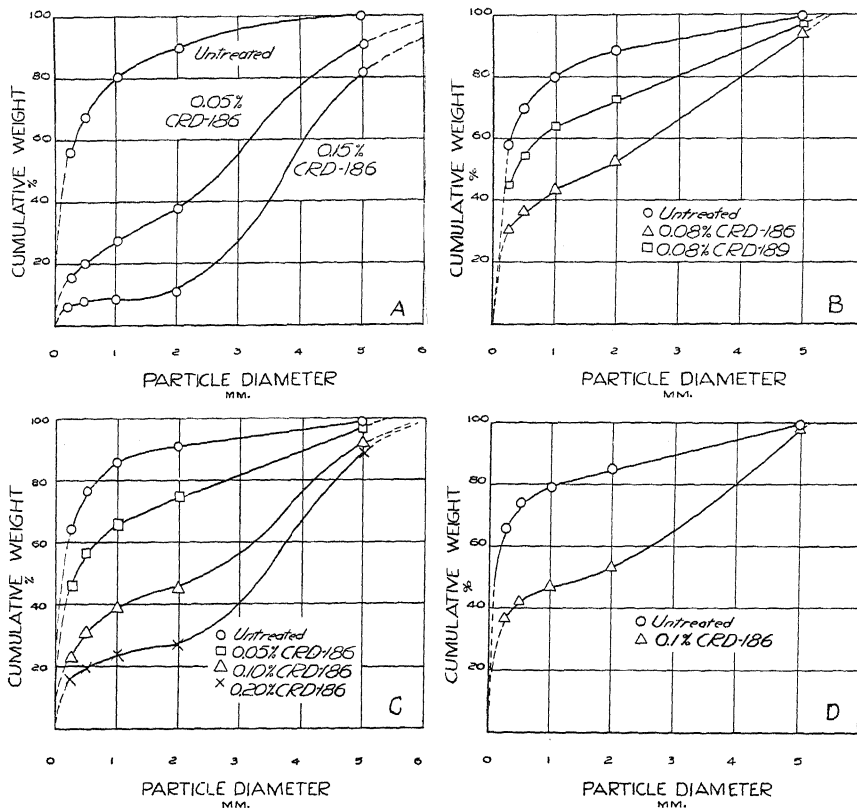 100
80
60
40
20
CUMULATIVE WEIGHT
%
Untreated
0.05%
CRD-186
0.15%
CRD-186
A
0 1 2 3 4 5 6
PARTICLE DIAMETER
MM.
100
80
60
40
20
CUMULATIVE WEIGHT
%
Untreated
0.08% CRD-186
0.08% CRD-189
B
0 1 2 3 4 5
PARTICLE DIAMETER
MM.
100
80
60
40
20
CUMULATIVE WEIGHT
%
Untreated
0.05% CRD-186
0.10% CRD-186
0.20% CRD-186
C
0 1 2 3 4 5
PARTICLE DIAMETER
MM.
100
80
60
40
20
CUMULATIVE WEIGHT
%
Untreated
0.1% CRD-186
D
0 1 2 3 4 5
PARTICLE DIAMETER
MM.